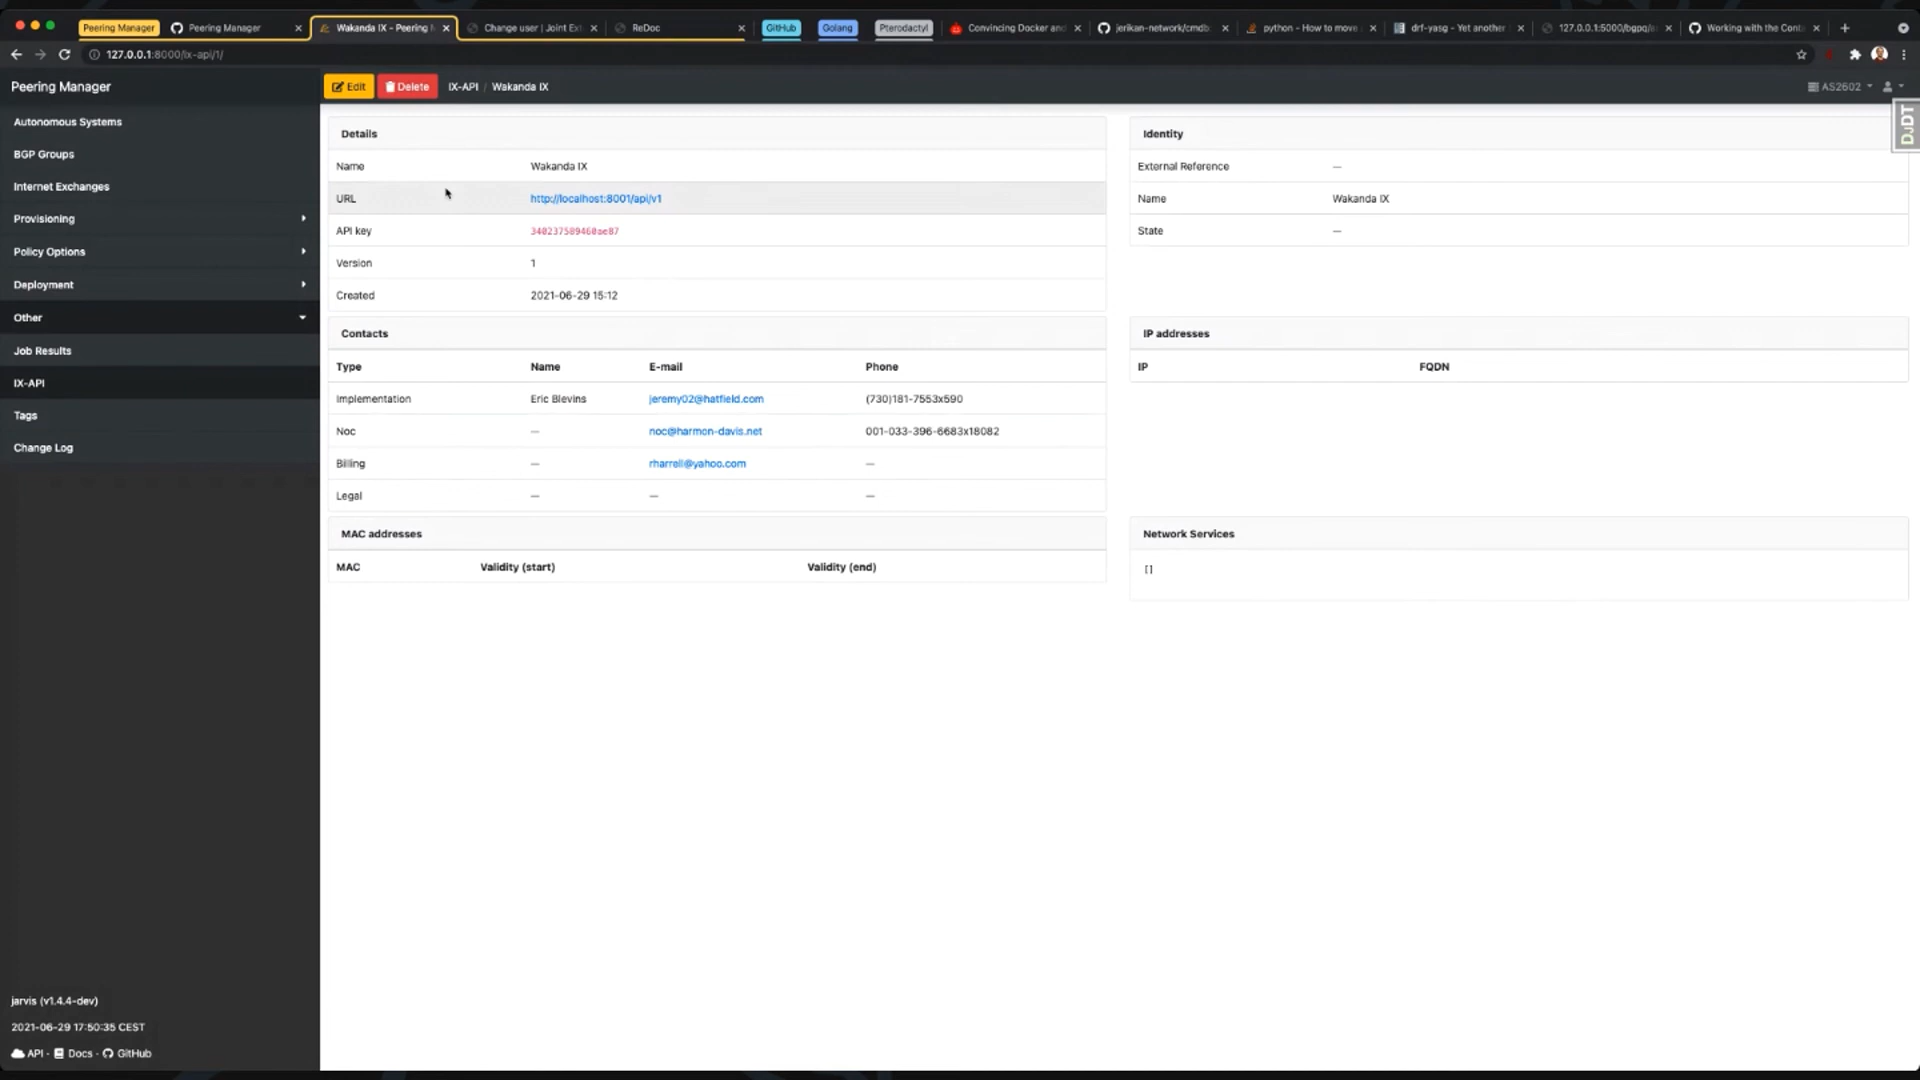 Peering Manager
Peering Manager
Wakanda IX - Peering
Change user | Joint Ex
ReDoc
GitHub
Golang
Pterodactyl
Convincing Docker and
jerikan-network/cmdb
python - How to move
drf-yasg - Yet another
127.0.0.1:5000/bgpq/
Working with the Cont
127.0.0.1:8000/ix-api/1/
Peering Manager
Edit
Delete
IX-API / Wakanda IX
AS2602
DjDT
Autonomous Systems
BGP Groups
Internet Exchanges
Provisioning
Policy Options
Deployment
Other
Job Results
IX-API
Tags
Change Log
Details
Name Wakanda IX
URL http://localhost:8001/api/v1
API key
Version 1
Created 2021-06-29 15:12
Identity
External Reference —
Name Wakanda IX
State —
Contacts
Type Name E-mail Phone
Implementation Eric Blevins jeremy02@hatfield.com (730)181-7553x590
Noc — noc@harmon-davis.net 001-033-396-6683x18082
Billing — rharrell@yahoo.com —
Legal — — —
IP addresses
IP FQDN
MAC addresses
MAC Validity (start) Validity (end)
Network Services
[]
jarvis (v1.4.4-dev)
2021-06-29 17:50:35 CEST
API · Docs · GitHub